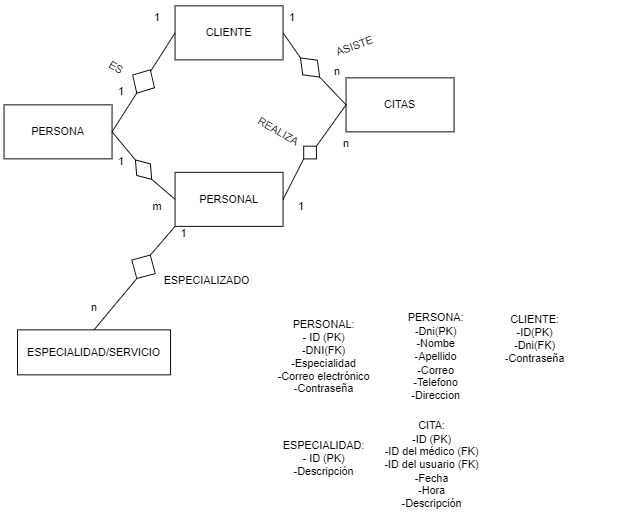 1
CLIENTE
1
ES
ASISTE
1
n
PERSONA
CITAS
REALIZA
1
n
m
PERSONAL
1
1
ESPECIALIZADO
n
ESPECIALIDAD/SERVICIO
PERSONAL:
- ID (PK)
-DNI(FK)
-Especialidad
-Correo electrónico
-Contraseña
PERSONA:
-Dni(PK)
-Nombre
-Apellido
-Correo
-Telefono
-Direccion
CLIENTE:
-ID(PK)
-Dni(FK)
-Contraseña
ESPECIALIDAD:
- ID (PK)
-Descripción
CITA:
-ID (PK)
-ID del médico (FK)
-ID del usuario (FK)
-Fecha
-Hora
-Descripción